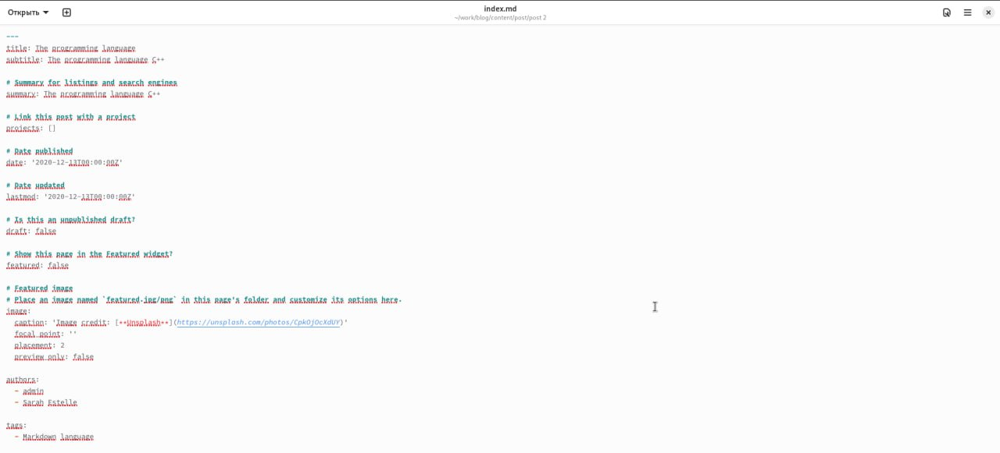 Открыть
index.md
~/work/blog/content/post/post 2
---
title: The programming language
subtitle: The programming language C++
# Summary for listings and search engines
summary: The programming language C++
# Link this post with a project
projects: []
# Date published
date: '2020-12-13T00:00:00Z'
# Date updated
lastmod: '2020-12-13T00:00:00Z'
# Is this an unpublished draft?
draft: false
# Show this page in the Featured widget?
featured: false
# Featured image
# Place an image named `featured.jpg/png` in this page's folder and customize its options here.
image:
  caption: 'Image credit: [**Unsplash**](https://unsplash.com/photos/CpkOjOcXdUY)'
  focal_point: ''
  placement: 2
  preview_only: false
authors:
  - admin
  - Sarah Estelle
tags:
  - Markdown language